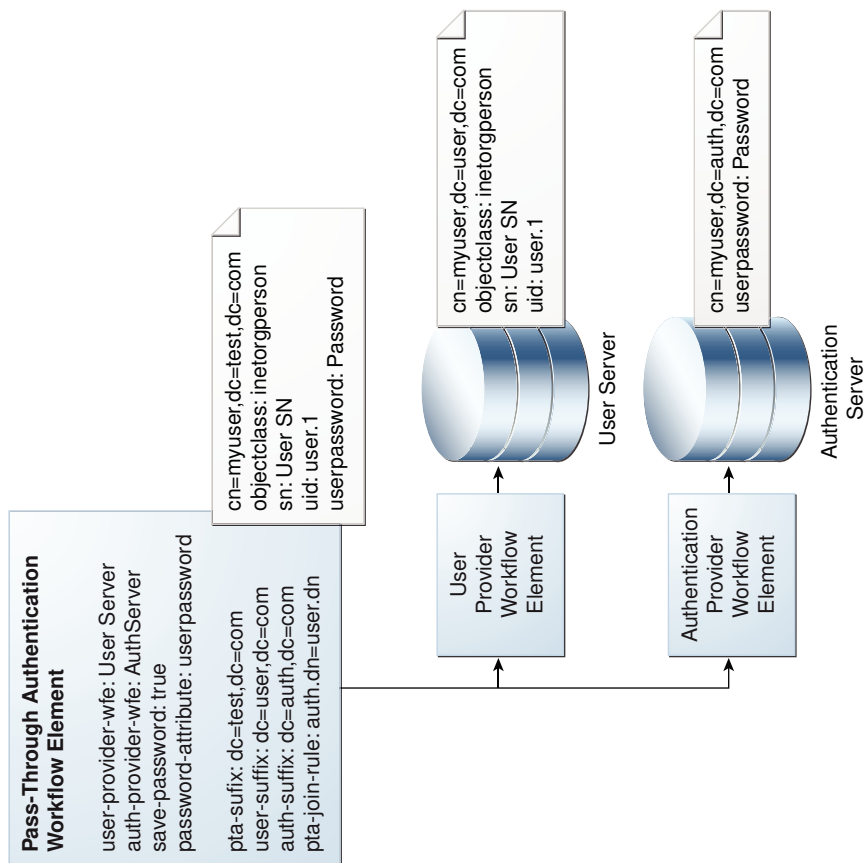 Pass-Through Authentication
Workflow Element
user-provider-wfe: User Server
auth-provider-wfe: AuthServer
save-password: true
password-attribute: userpassword
pta-sufix: dc=test,dc=com
user-suffix: dc=user,dc=com
auth-suffix: dc=auth,dc=com
pta-join-rule: auth.dn=user.dn
cn=myuser,dc=test,dc=com
objectclass: inetorgperson
sn: User SN
uid: user.1
userpassword: Password
User
Provider
Workflow
Element
User Server
cn=myuser,dc=user,dc=com
objectclass: inetorgperson
sn: User SN
uid: user.1
Authentication
Provider
Workflow
Element
Authentication
Server
cn=myuser,dc=auth,dc=com
userpassword: Password